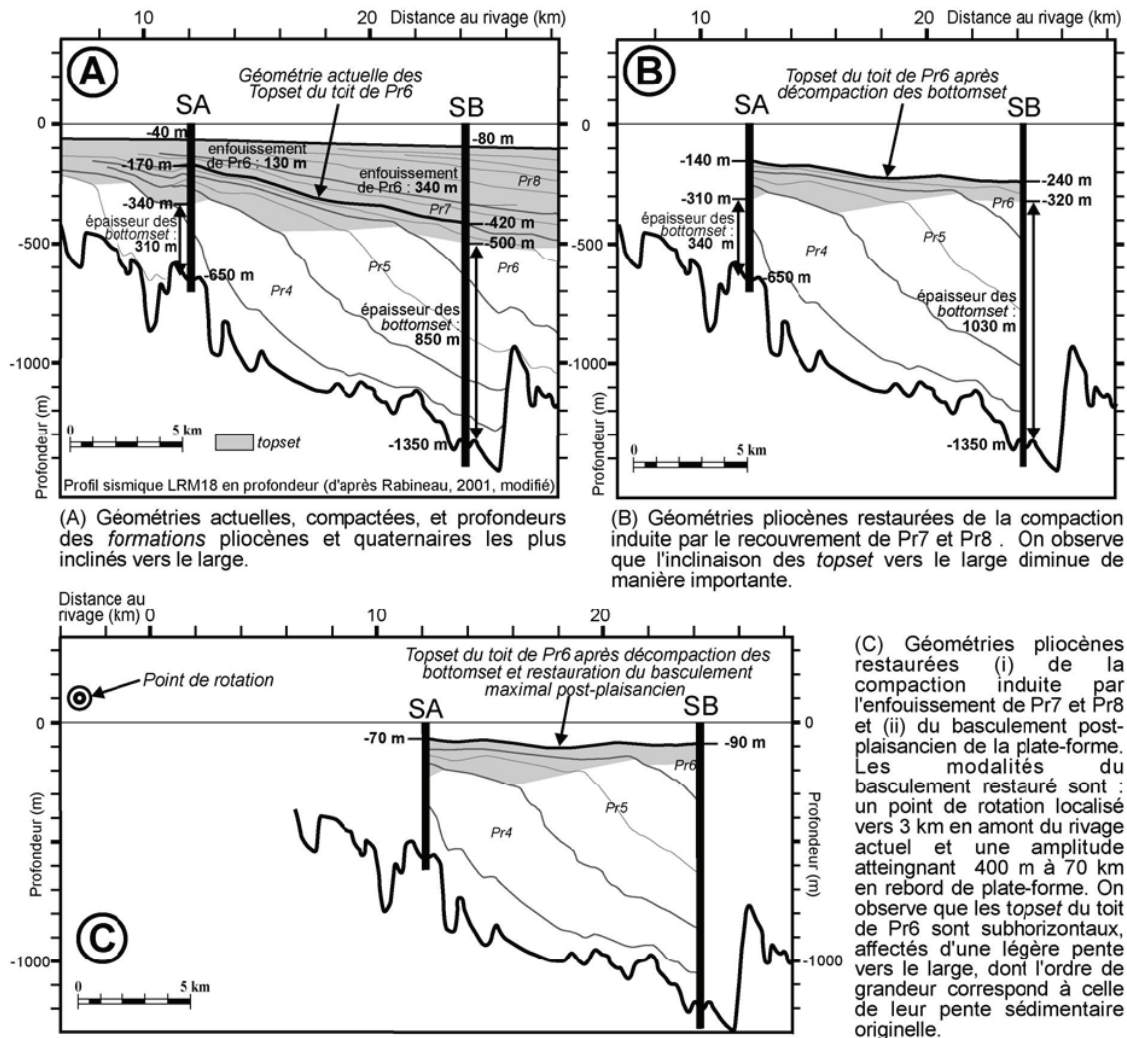 10 20 Distance au rivage (km)
A
Géométrie actuelle des
Topset du toit de Pr6
SA
SB
0
-40 m
-80 m
enfouissement
de Pr6 : 130 m
-170 m
enfouissement
de Pr6 : 340 m
Pr8
Pr7
-340 m
-420 m
épaisseur des
bottomset :
310 m
-500
-500 m
Pr6
Pr5
-650 m
Pr4
épaisseur des
bottomset :
850 m
-1000
-1350 m
Profondeur (m)
0 5 km
topset
Profil sismique LRM18 en profondeur (d'après Rabineau, 2001, modifié)
(A) Géométries actuelles, compactées, et profondeurs
des formations pliocènes et quaternaires les plus
inclinés vers le large.
10 20 Distance au rivage (km)
B
Topset du toit de Pr6 après
décompaction des bottomset
SA
SB
0
0
-140 m
-240 m
-310 m
Pr6
-320 m
épaisseur des
bottomset :
340 m
-500
Pr5
Pr4
-650 m
épaisseur des
bottomset :
1030 m
-1000
-1350 m
Profondeur (m)
0 5 km
(B) Géométries pliocènes restaurées de la compaction
induite par le recouvrement de Pr7 et Pr8 . On observe
que l'inclinaison des topset vers le large diminue de
manière importante.
Distance au
rivage (km) 0 10 20
Point de rotation
Topset du toit de Pr6 après décompaction des
bottomset et restauration du basculement
maximal post-plaisancien
SA
SB
0
0
-70 m
-90 m
Pr6
Pr5
Pr4
Profondeur (m)
Profondeur (m)
C
-1000
-1000
0 5 km
(C) Géométries pliocènes
restaurées (i) de la
compaction induite par
l'enfouissement de Pr7 et Pr8
et (ii) du basculement post-
plaisancien de la plate-forme.
Les modalités du
basculement restauré sont :
un point de rotation localisé
vers 3 km en amont du rivage
actuel et une amplitude
atteingnant 400 m à 70 km
en rebord de plate-forme. On
observe que les topset du toit
de Pr6 sont subhorizontaux,
affectés d'une légère pente
vers le large, dont l'ordre de
grandeur correspond à celle
de leur pente sédimentaire
originelle.